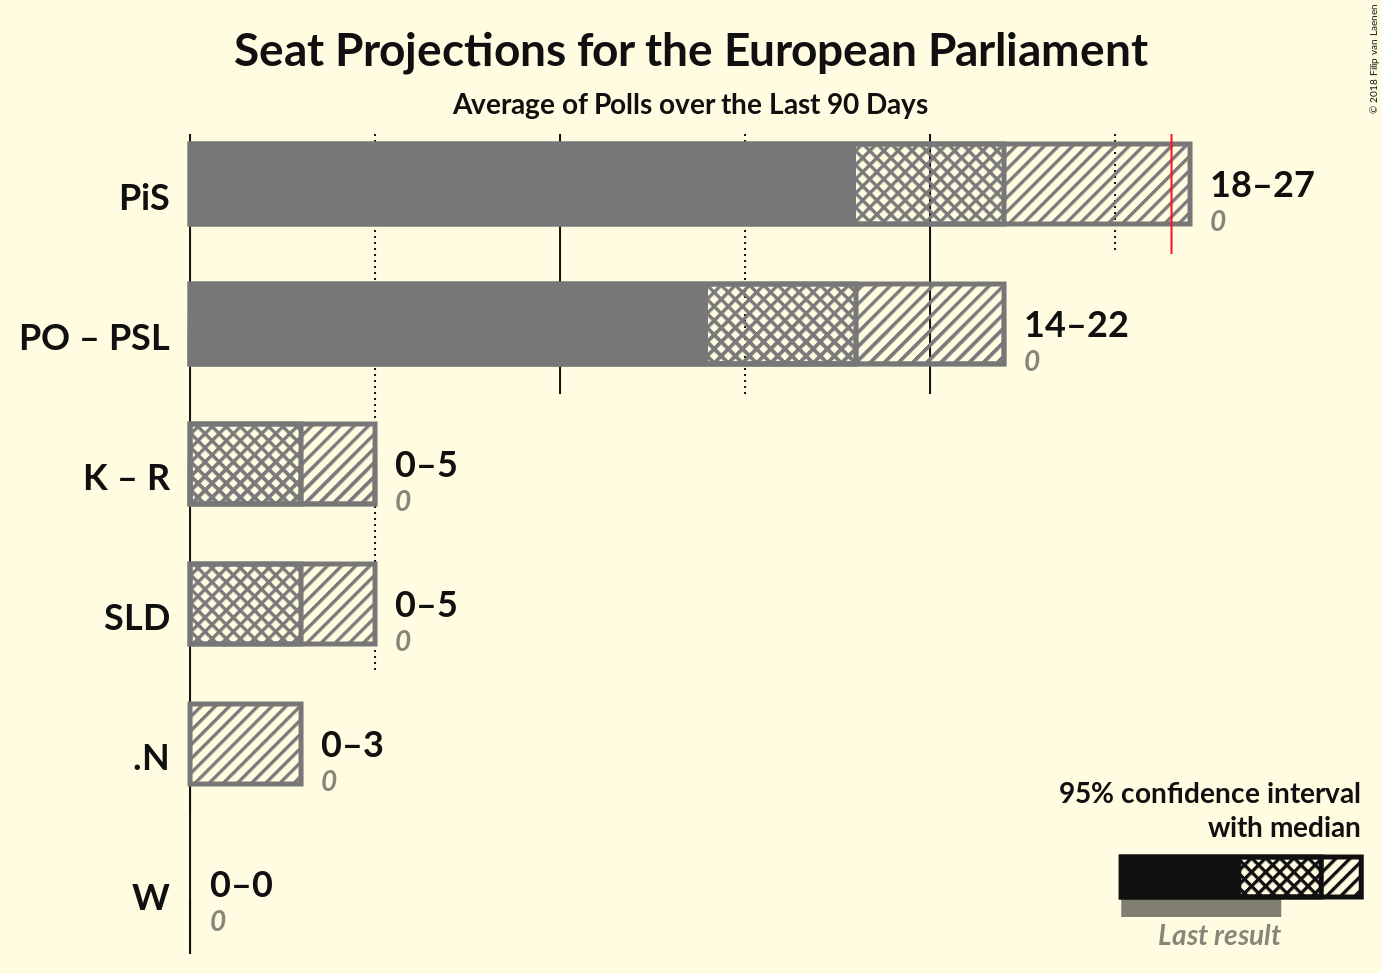 Seat Projections for the European Parliament
Average of Polls over the Last 90 Days
© 2018 Filip van Laenen
PiS
18–27
0
PO – PSL
14–22
0
K – R
0–5
0
SLD
0–5
0
.N
0–3
0
W
0–0
0
95% confidence interval
with median
Last result